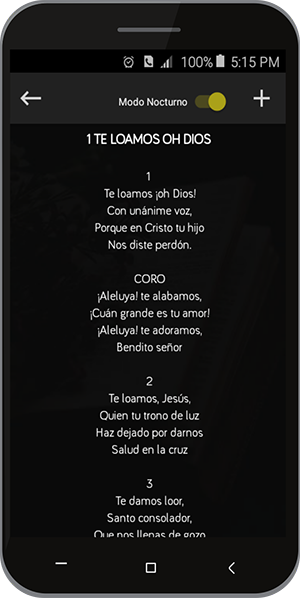 100% 5:15 PM
Modo Nocturno
1 TE LOAMOS OH DIOS
1
Te loamos ¡oh Dios!
Con unánime voz,
Porque en Cristo tu hijo
Nos diste perdón.
CORO
¡Aleluya! te alabamos,
¡Cuán grande es tu amor!
¡Aleluya! te adoramos,
Bendito señor
2
Te loamos, Jesús,
Quien tu trono de luz
Haz dejado por darnos
Salud en la cruz
3
Te damos loor,
Santo consolador,
Que nos llenas de gozo